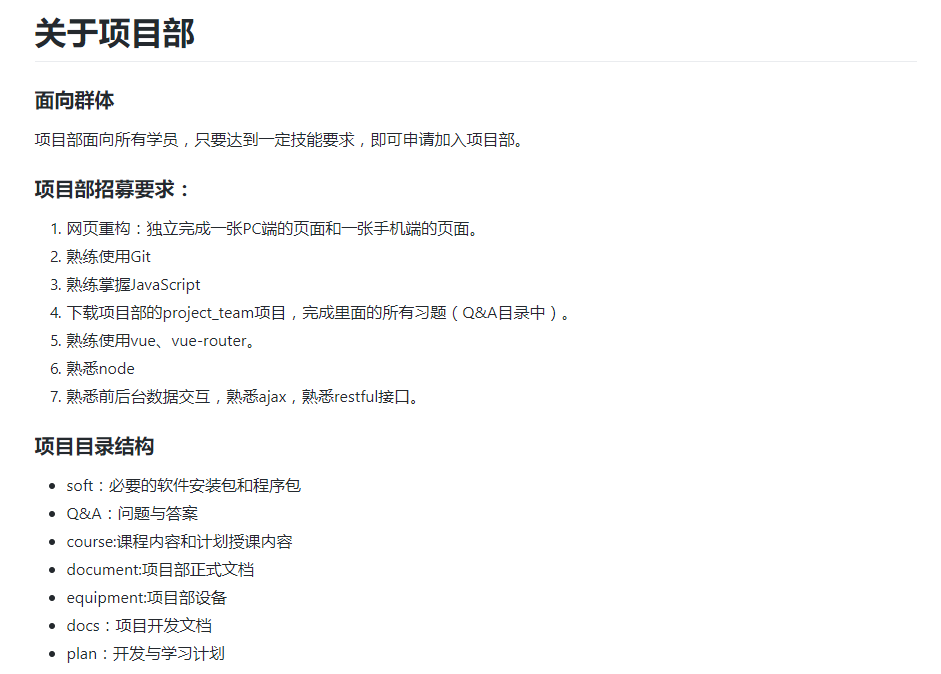 关于项目部
面向群体
项目部面向所有学员，只要达到一定技能要求，即可申请加入项目部。
项目部招募要求：
1. 网页重构：独立完成一张PC端的页面和一张手机端的页面。
2. 熟练使用Git
3. 熟练掌握JavaScript
4. 下载项目部的project_team项目，完成里面的所有习题（Q&A目录中）。
5. 熟练使用vue、vue-router。
6. 熟悉node
7. 熟悉前后台数据交互，熟悉ajax，熟悉restful接口。
项目目录结构
• soft：必要的软件安装包和程序包
• Q&A：问题与答案
• course:课程内容和计划授课内容
• document:项目部正式文档
• equipment:项目部设备
• docs：项目开发文档
• plan：开发与学习计划